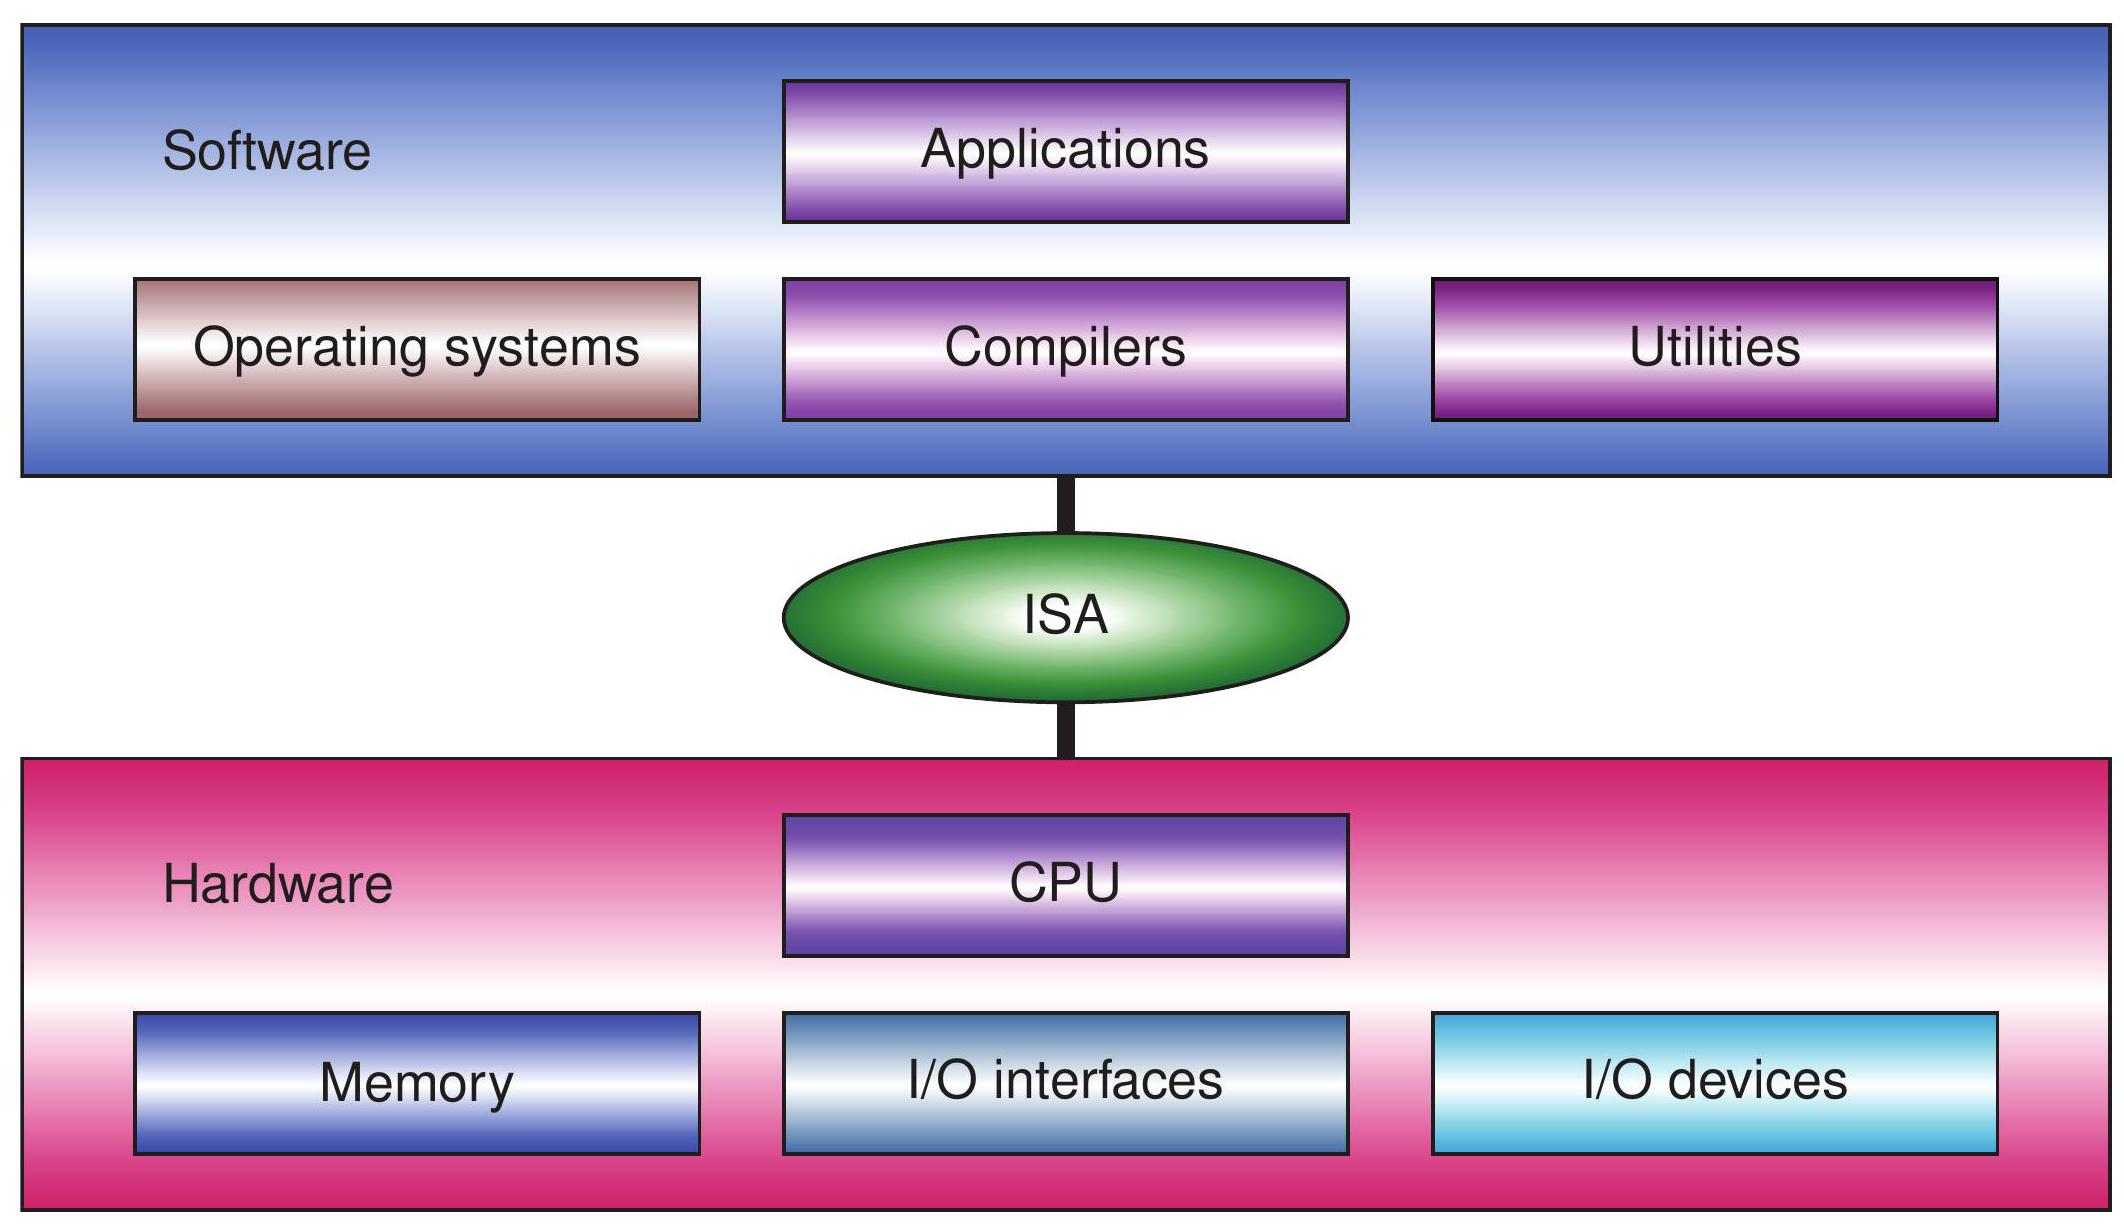 Software
Applications
Operating systems
Compilers
Utilities
ISA
Hardware
CPU
Memory
I/O interfaces
I/O devices